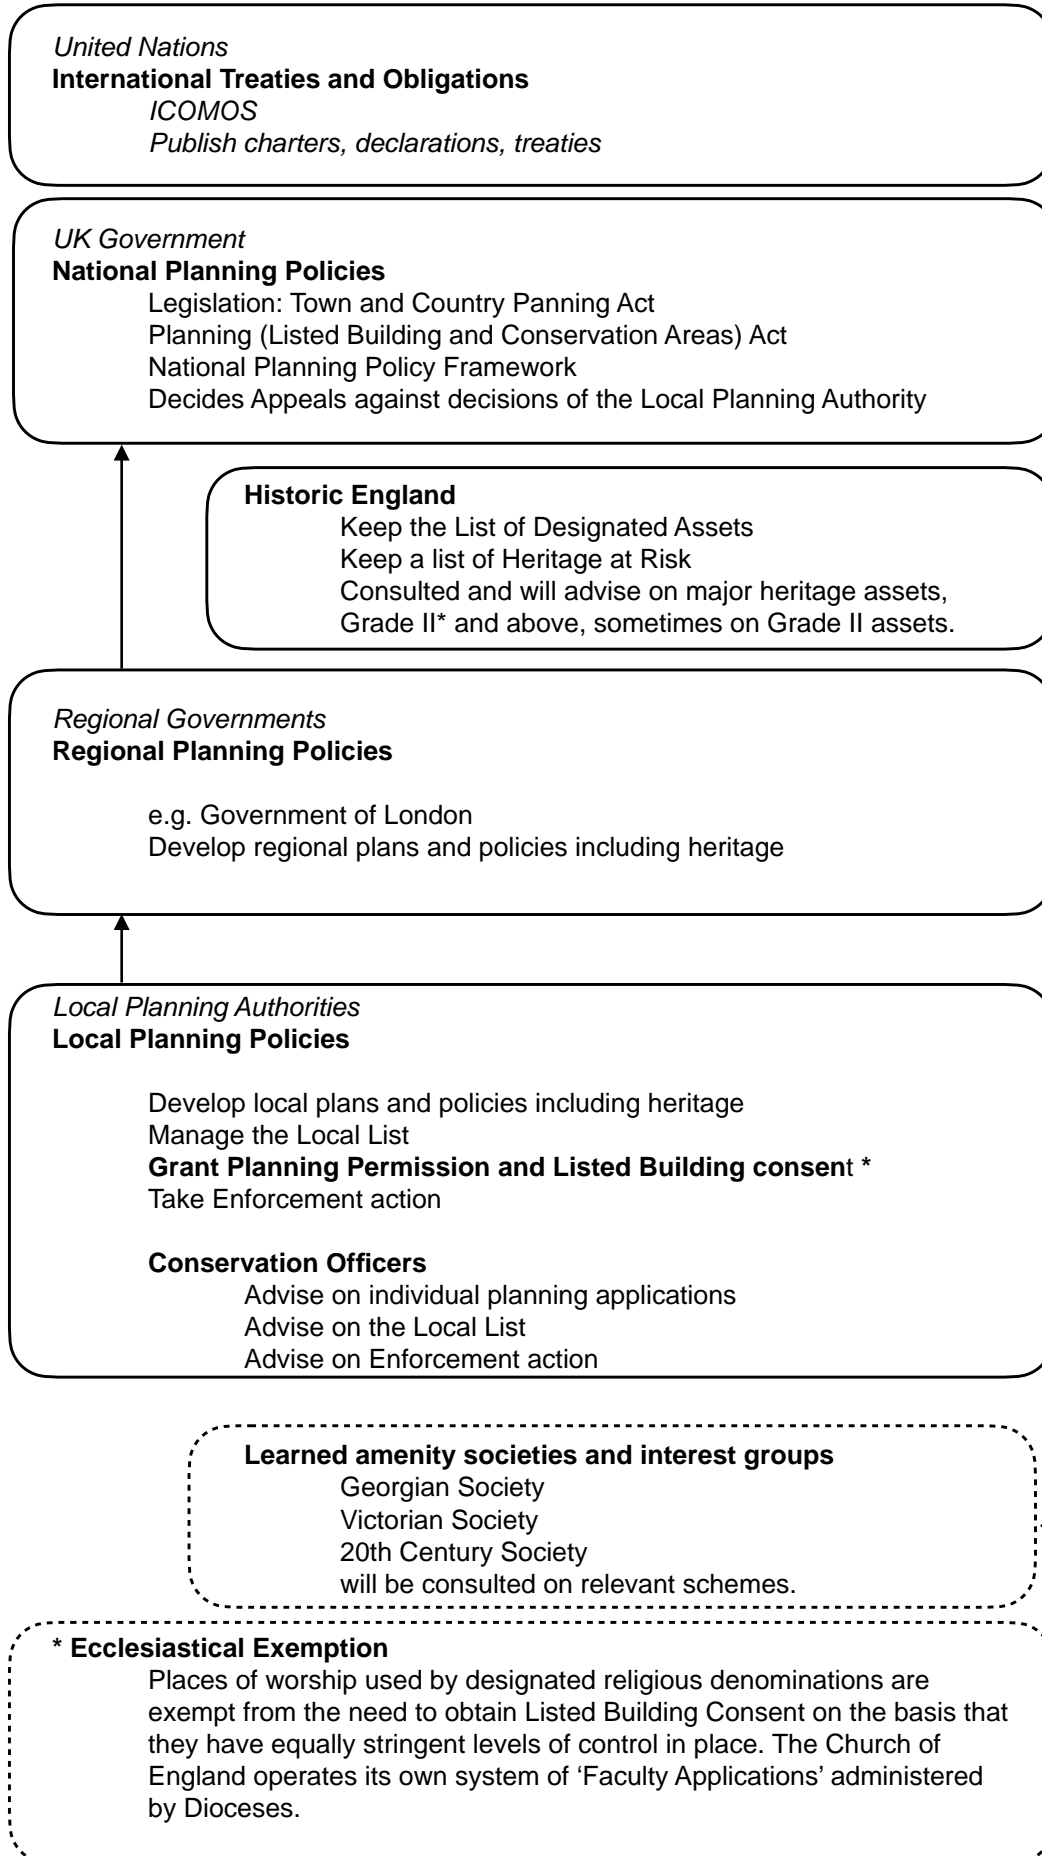 United Nations
International Treaties and Obligations
ICOMOS
Publish charters, declarations, treaties
UK Government
National Planning Policies
Legislation: Town and Country Panning Act
Planning (Listed Building and Conservation Areas) Act
National Planning Policy Framework
Decides Appeals against decisions of the Local Planning Authority
Historic England
Keep the List of Designated Assets
Keep a list of Heritage at Risk
Consulted and will advise on major heritage assets,
Grade II* and above, sometimes on Grade II assets.
Regional Governments
Regional Planning Policies
e.g. Government of London
Develop regional plans and policies including heritage
Local Planning Authorities
Local Planning Policies
Develop local plans and policies including heritage
Manage the Local List
Grant Planning Permission and Listed Building consent *
Take Enforcement action
Conservation Officers
Advise on individual planning applications
Advise on the Local List
Advise on Enforcement action
Learned amenity societies and interest groups
Georgian Society
Victorian Society
20th Century Society
will be consulted on relevant schemes.
* Ecclesiastical Exemption
Places of worship used by designated religious denominations are
exempt from the need to obtain Listed Building Consent on the basis that
they have equally stringent levels of control in place. The Church of
England operates its own system of ‘Faculty Applications’ administered
by Dioceses.